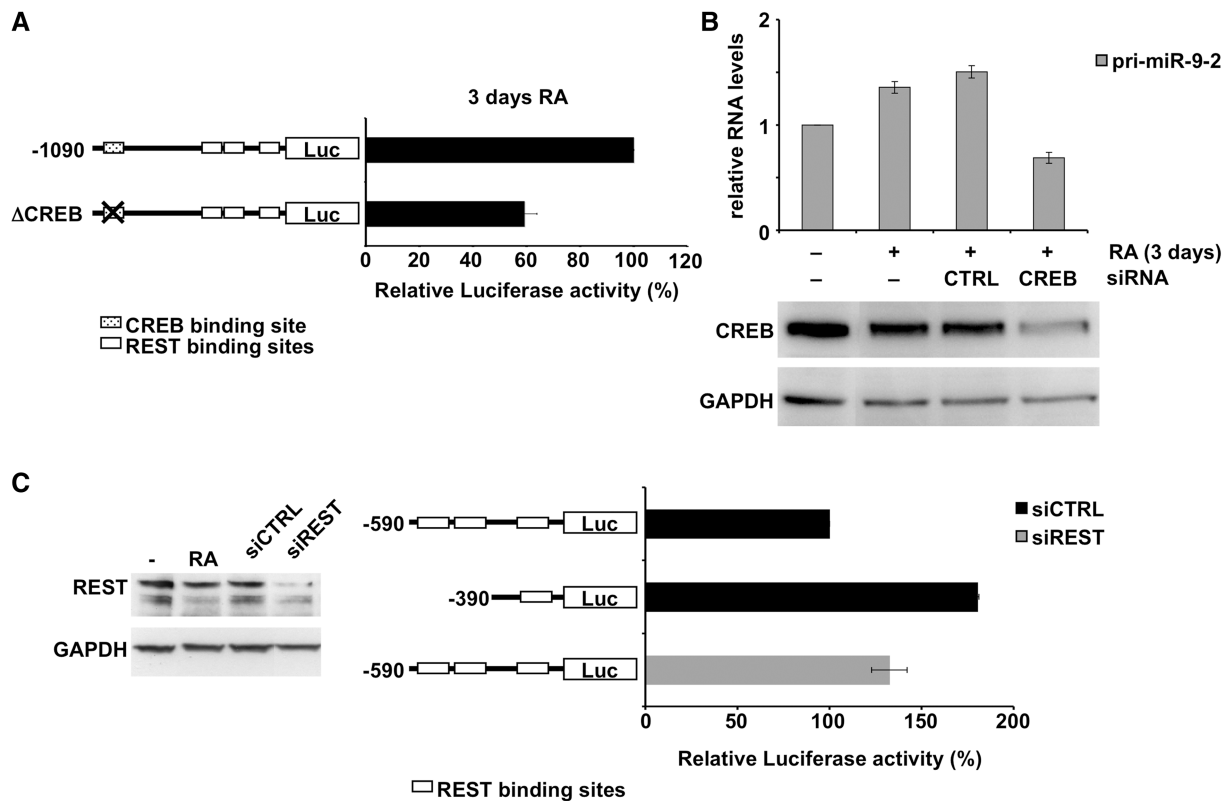 A
3 days RA
-1090
Luc
ΔCREB
Luc
0 20 40 60 80 100 120
Relative Luciferase activity (%)
CREB binding site
REST binding sites
B
2
1
0
relative RNA levels
pri-miR-9-2
– + + + RA (3 days)
– – CTRL CREB siRNA
CREB
GAPDH
C
- RA siCTRL siREST
REST
GAPDH
-590
Luc
-390
Luc
-590
Luc
siCTRL
siREST
0 50 100 150 200
Relative Luciferase activity (%)
REST binding sites